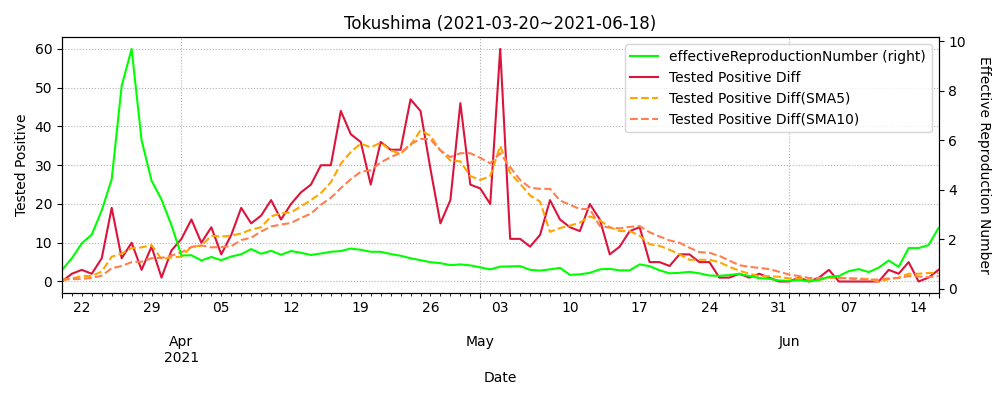 Tokushima (2021-03-20~2021-06-18)
effectiveReproductionNumber (right)
Tested Positive Diff
Tested Positive Diff(SMA5)
Tested Positive Diff(SMA10)
Tested Positive
60
50
40
30
20
10
0
Effective Reproduction Number
10
8
6
4
2
0
22 29 05 12 19 26 03 10 17 24 31 07 14
Apr May Jun
2021
Date